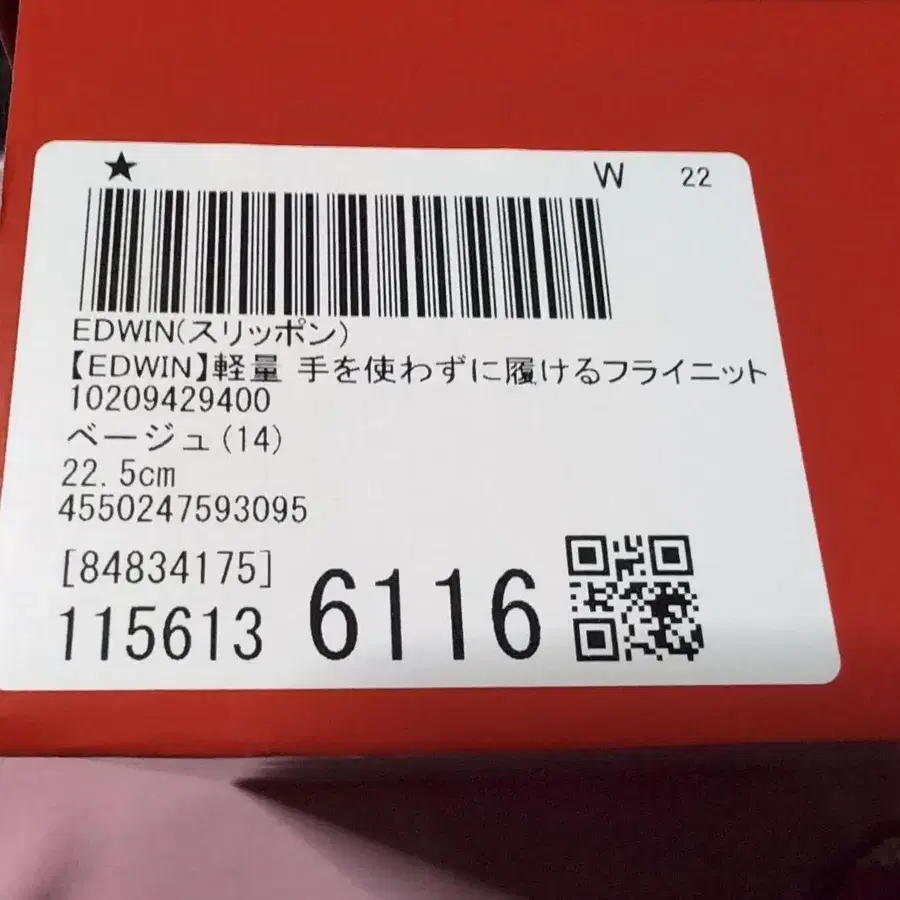 ★ W 22
EDWIN(スリッポン)
【EDWIN】軽量 手を使わずに履けるフライニット
10209429400
ベージュ(14)
22.5cm
4550247593095
[84834175]
115613 6116